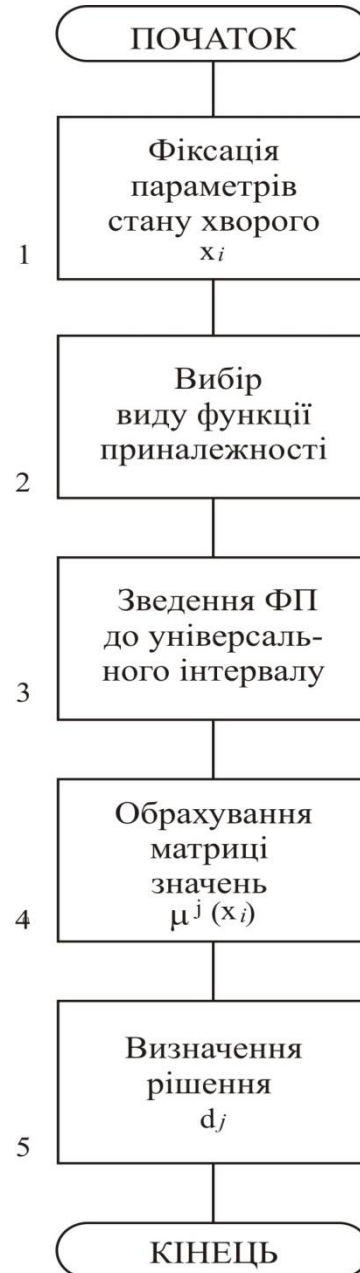 ПОЧАТОК
Фіксація
параметрів
стану хворого
xi
1
Вибір
виду функції
приналежності
2
Зведення ФП
до універсаль-
ного інтервалу
3
Обрахування
матриці
значень
μ j (xi)
4
Визначення
рішення
dj
5
КІНЕЦЬ